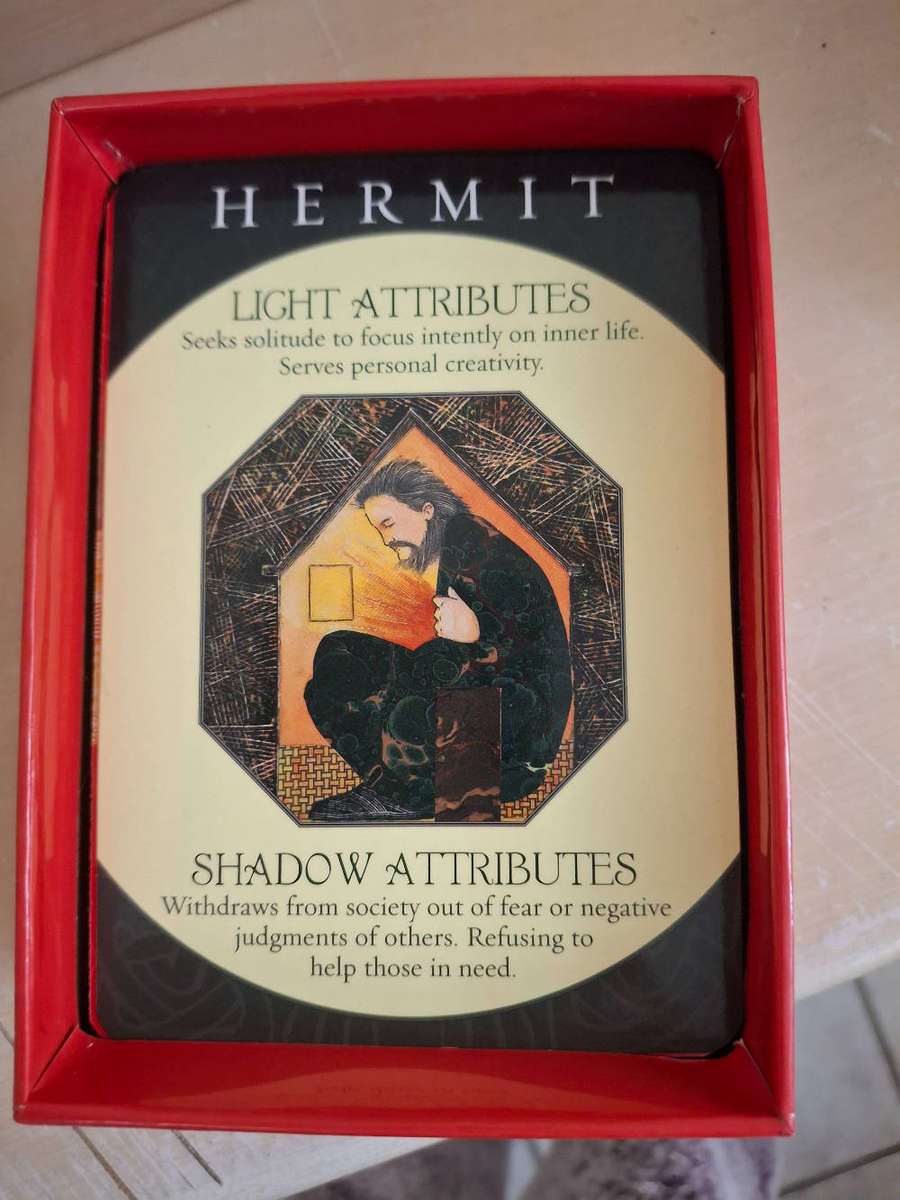 HERMIT
LIGHT ATTRIBUTES
Seeks solitude to focus intently on inner life.
Serves personal creativity.
SHADOW ATTRIBUTES
Withdraws from society out of fear or negative
judgments of others. Refusing to
help those in need.